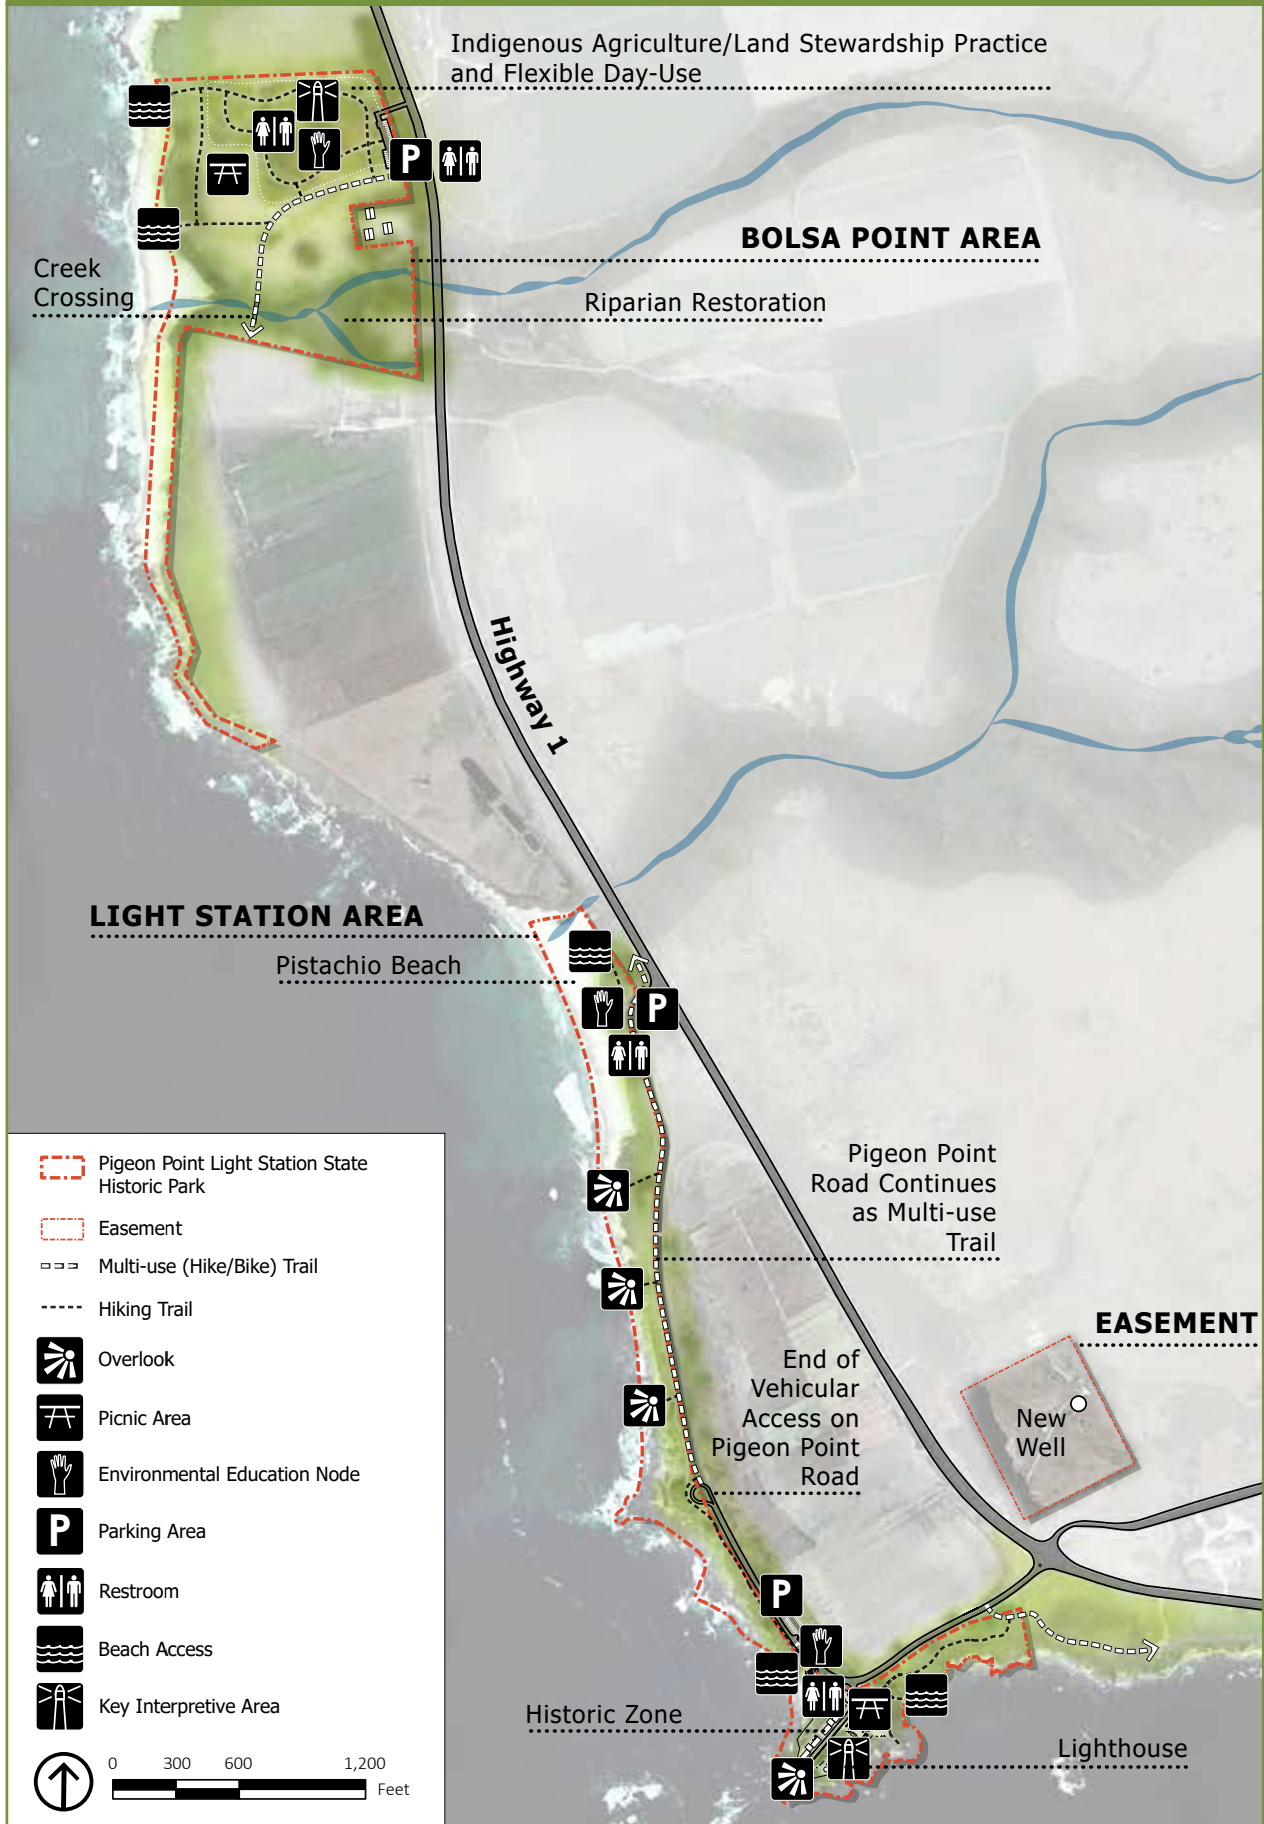 Indigenous Agriculture/Land Stewardship Practice
and Flexible Day-Use
P
BOLSA POINT AREA
Creek
Crossing
Riparian Restoration
Highway 1
LIGHT STATION AREA
Pistachio Beach
P
Pigeon Point
Road Continues
as Multi-use
Trail
EASEMENT
End of
Vehicular
Access on
Pigeon Point
Road
New
Well
P
Historic Zone
Lighthouse
Pigeon Point Light Station State
Historic Park
Easement
Multi-use (Hike/Bike) Trail
Hiking Trail
Overlook
Picnic Area
Environmental Education Node
P
Parking Area
Restroom
Beach Access
Key Interpretive Area
0 300 600 1,200
Feet